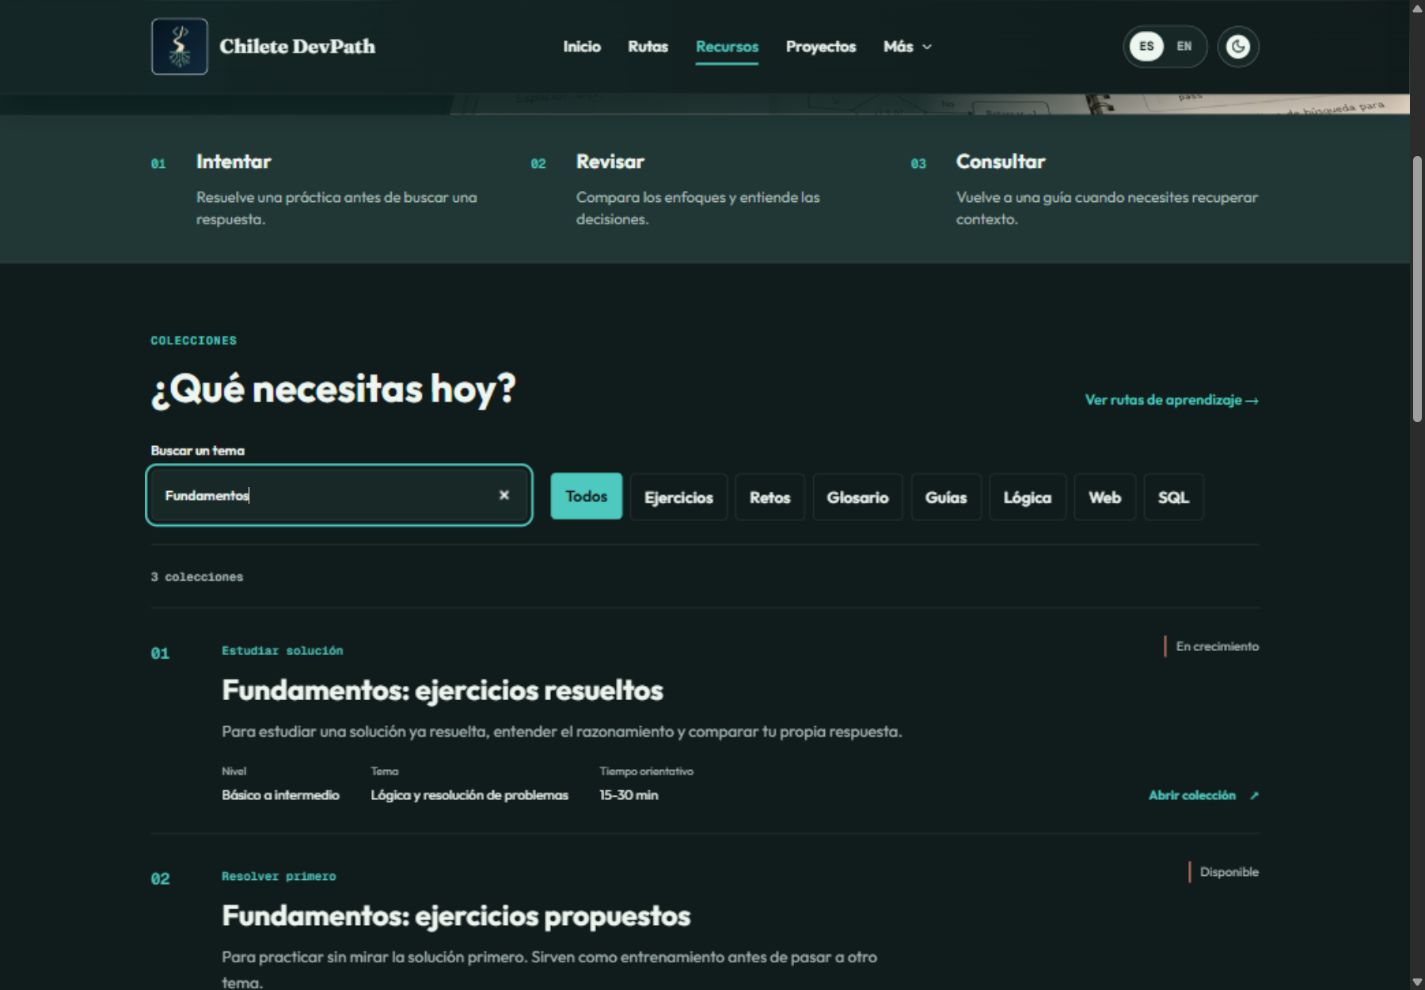 Chilete DevPath
Inicio Rutas Recursos Proyectos Más
ES EN
pass
No
de búsqueda para
01 Intentar
Resuelve una práctica antes de buscar una
respuesta.
02 Revisar
Compara los enfoques y entiende las
decisiones.
03 Consultar
Vuelve a una guía cuando necesites recuperar
contexto.
COLECCIONES
¿Qué necesitas hoy?
Ver rutas de aprendizaje →
Buscar un tema
Fundamentos ×
Todos Ejercicios Retos Glosario Guías Lógica Web SQL
3 colecciones
01 Estudiar solución
En crecimiento
Fundamentos: ejercicios resueltos
Para estudiar una solución ya resuelta, entender el razonamiento y comparar tu propia respuesta.
Nivel Tema Tiempo orientativo
Básico a intermedio Lógica y resolución de problemas 15-30 min
Abrir colección ↗
02 Resolver primero
Disponible
Fundamentos: ejercicios propuestos
Para practicar sin mirar la solución primero. Sirven como entrenamiento antes de pasar a otro
tema.